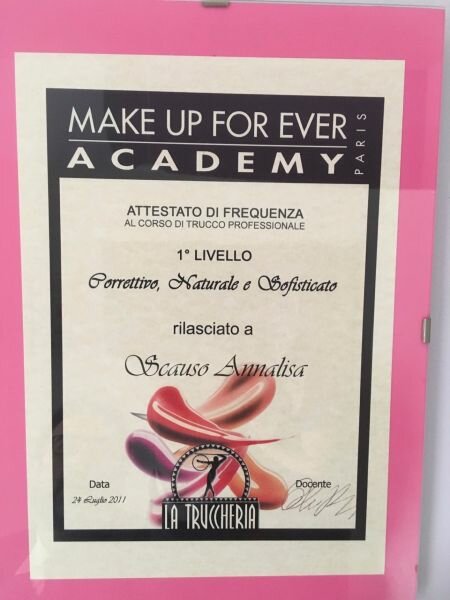 MAKE UP FOR EVER
PARIS
ACADEMY
ATTESTATO DI FREQUENZA
AL CORSO DI TRUCCO PROFESSIONALE
1° LIVELLO
Correttivo, Naturale e Sofisticato
rilasciato a
Scauso Annalisa
Data
Docente
24 Luglio 2011
LA TRUCCHERIA